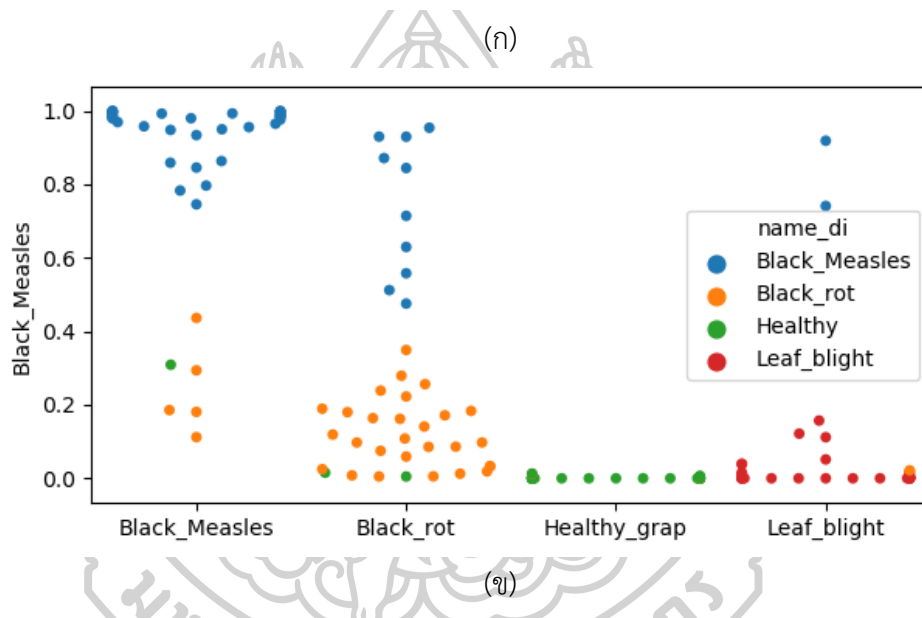 (ก)
Black_Measles
1.0
0.8
0.6
0.4
0.2
0.0
name_di
Black_Measles
Black_rot
Healthy
Leaf_blight
Black_Measles Black_rot Healthy_grap Leaf_blight
(ข)